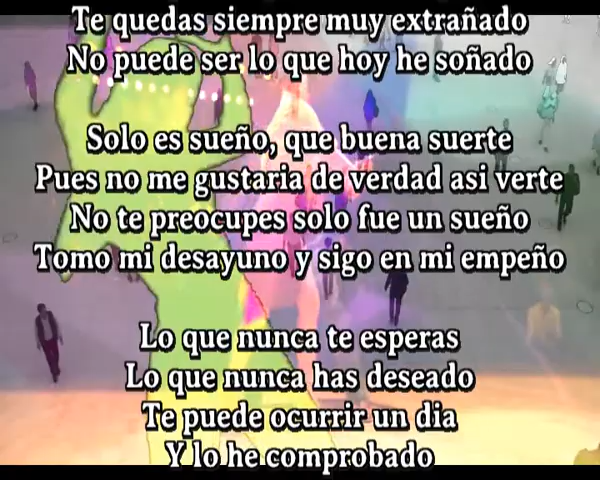 Te quedas siempre muy extrañado
No puede ser lo que hoy he soñado
Solo es sueño, que buena suerte
Pues no me gustaria de verdad asi verte
No te preocupes solo fue un sueño
Tomo mi desayuno y sigo en mi empeño
Lo que nunca te esperas
Lo que nunca has deseado
Te puede ocurrir un dia
Y lo he comprobado